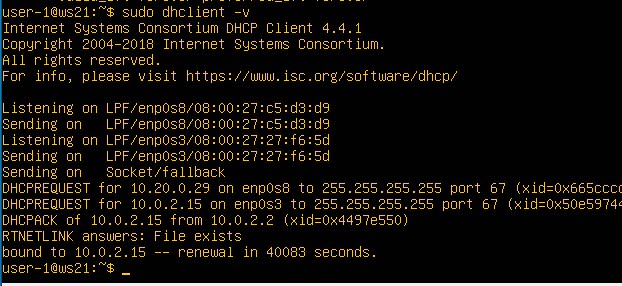 user-1@ws21:~$ sudo dhclient -v
Internet Systems Consortium DHCP Client 4.4.1
Copyright 2004-2018 Internet Systems Consortium.
All rights reserved.
For info, please visit https://www.isc.org/software/dhcp/
Listening on LPF/enp0s8/08:00:27:c5:d3:d9
Sending on   LPF/enp0s8/08:00:27:c5:d3:d9
Listening on LPF/enp0s3/08:00:27:27:f6:5d
Sending on   LPF/enp0s3/08:00:27:27:f6:5d
Sending on   Socket/fallback
DHCPREQUEST for 10.20.0.29 on enp0s8 to 255.255.255.255 port 67 (xid=0x665ccc
DHCPREQUEST for 10.0.2.15 on enp0s3 to 255.255.255.255 port 67 (xid=0x50e5974
DHCPACK of 10.0.2.15 from 10.0.2.2 (xid=0x4497e550)
RTNETLINK answers: File exists
bound to 10.0.2.15 -- renewal in 40083 seconds.
user-1@ws21:~$ _